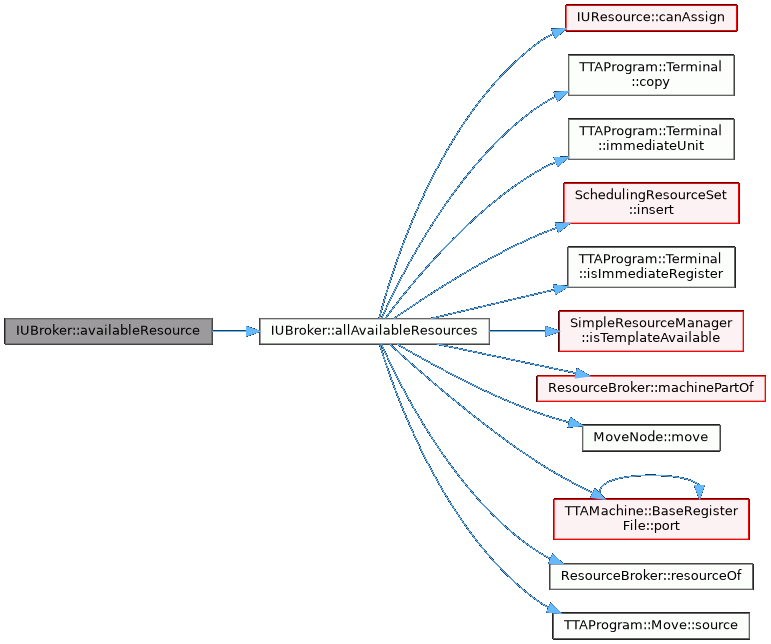 IUResource::canAssign
TTAProgram::Terminal
::copy
TTAProgram::Terminal
::immediateUnit
SchedulingResourceSet
::insert
TTAProgram::Terminal
::isImmediateRegister
IUBroker::availableResource
IUBroker::allAvailableResources
SimpleResourceManager
::isTemplateAvailable
ResourceBroker::machinePartOf
MoveNode::move
TTAMachine::BaseRegister
File::port
ResourceBroker::resourceOf
TTAProgram::Move::source